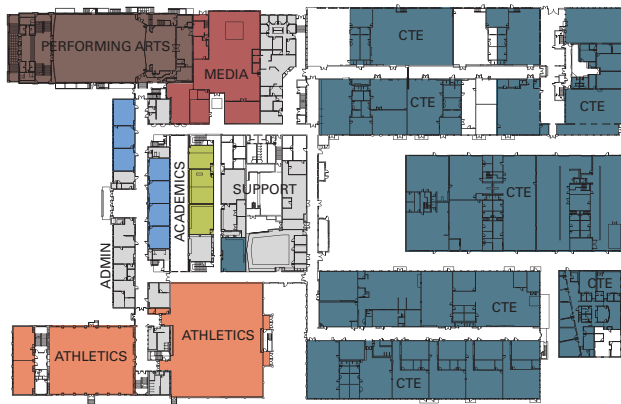 CTE
PERFORMING ARTS
MEDIA
CTE
CTE
ACADEMICS
SUPPORT
CTE
ADMIN
CTE
CTE
ATHLETICS
ATHLETICS
CTE